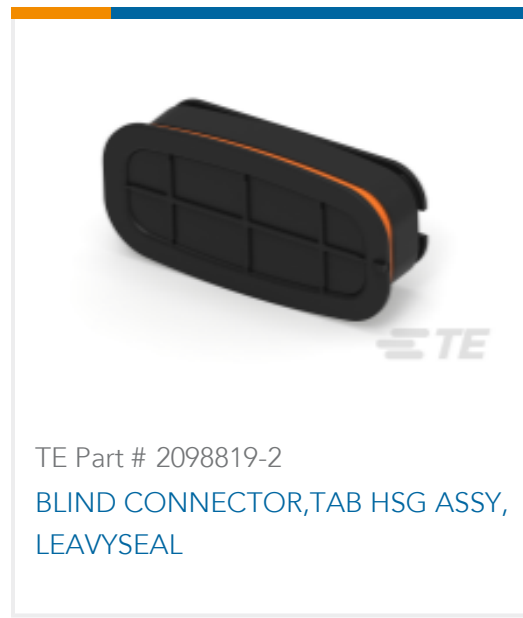 TE
TE Part # 2098819-2
BLIND CONNECTOR,TAB HSG ASSY,
LEAVYSEAL